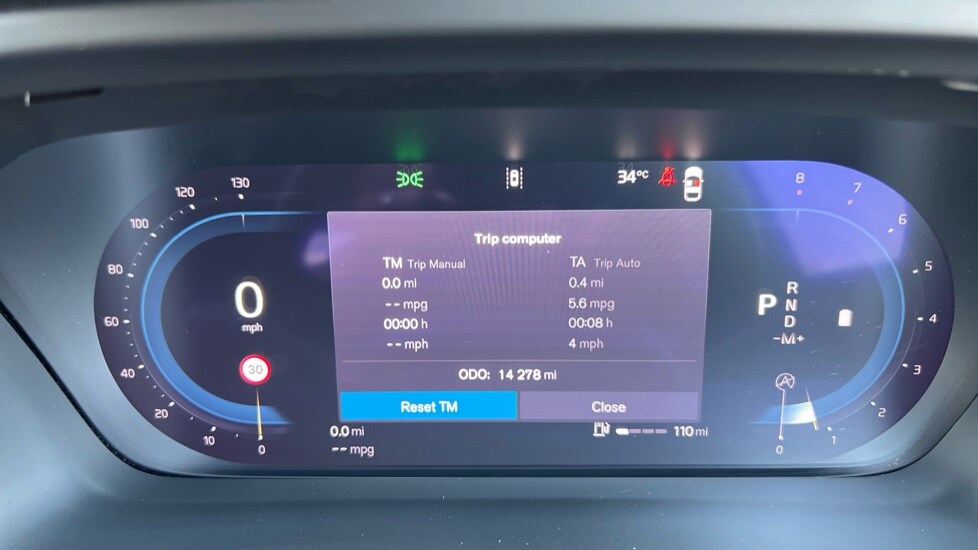 34°C
130
120
100
80
60
40
20
10
0
0
mph
30
Trip computer
TM Trip Manual
TA Trip Auto
0.0 mi
0.4 mi
-- mpg
5.6 mpg
00:00 h
00:08 h
-- mph
4 mph
ODO: 14 278 mi
Reset TM
Close
0.0 mi
-- mpg
110 mi
8
7
6
5
4
3
2
1
0
P
R
N
D
-M+
A